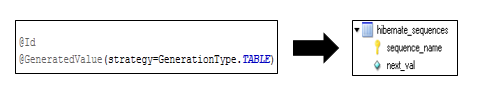 @Id
@GeneratedValue(strategy=GenerationType.TABLE)
hibernate_sequences
sequence_name
next_val